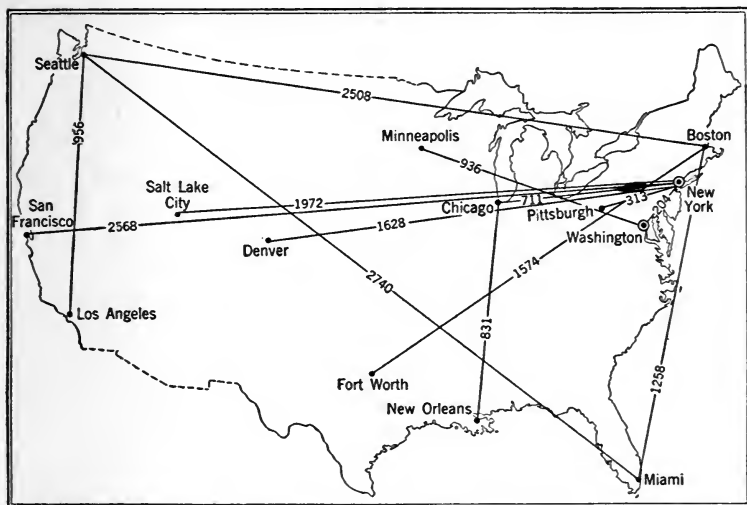 Seattle
2508
956
Minneapolis
936
Boston
Salt Lake
City
1972
San
Francisco
2568
Denver
1628
Chicago
711
Pittsburgh
313
New
York
204
Washington
1574
2740
Los Angeles
831
Fort Worth
1258
New Orleans
Miami